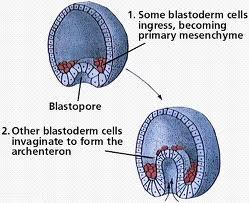 1. Some blastoderm cells
ingress, becoming
primary mesenchyme
Blastopore
2. Other blastoderm cells
invaginate to form the
archenteron